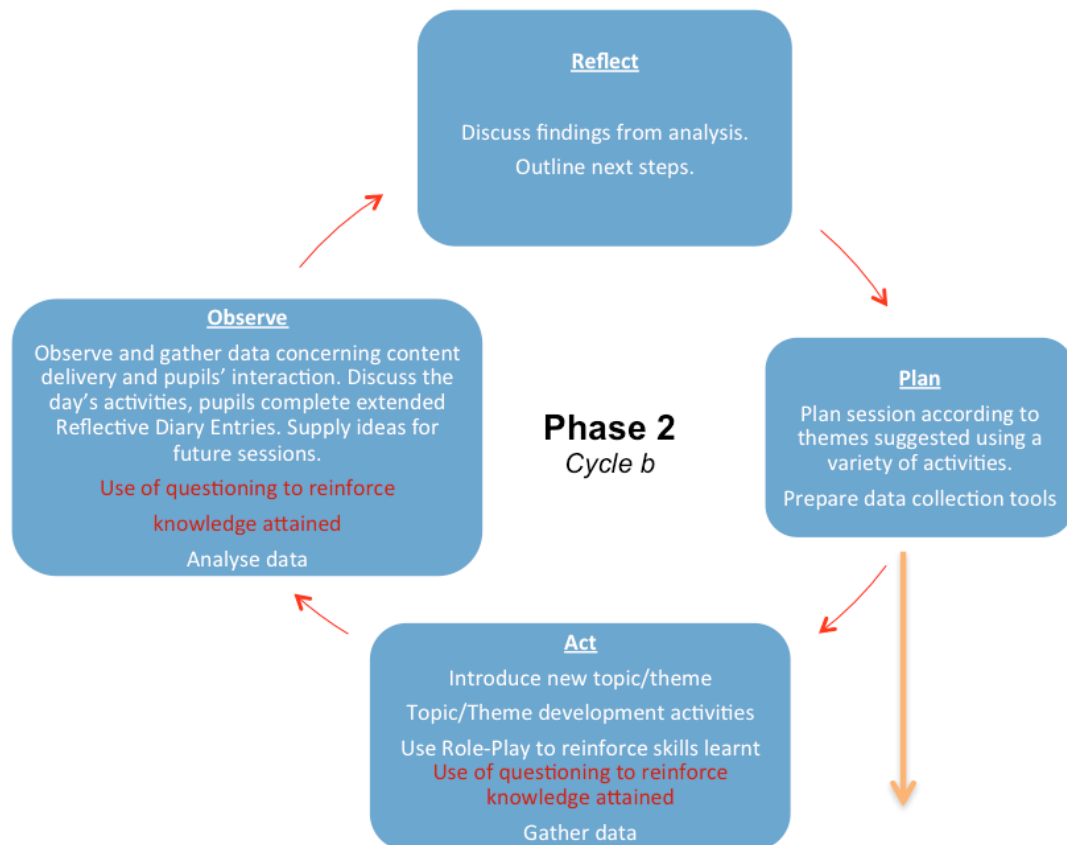 Reflect
Discuss findings from analysis.
Outline next steps.
Observe
Observe and gather data concerning content
delivery and pupils’ interaction. Discuss the
day’s activities, pupils complete extended
Reflective Diary Entries. Supply ideas for
future sessions.
Use of questioning to reinforce
knowledge attained
Analyse data
Phase 2
Cycle b
Plan
Plan session according to
themes suggested using a
variety of activities.
Prepare data collection tools
Act
Introduce new topic/theme
Topic/Theme development activities
Use Role-Play to reinforce skills learnt
Use of questioning to reinforce
knowledge attained
Gather data